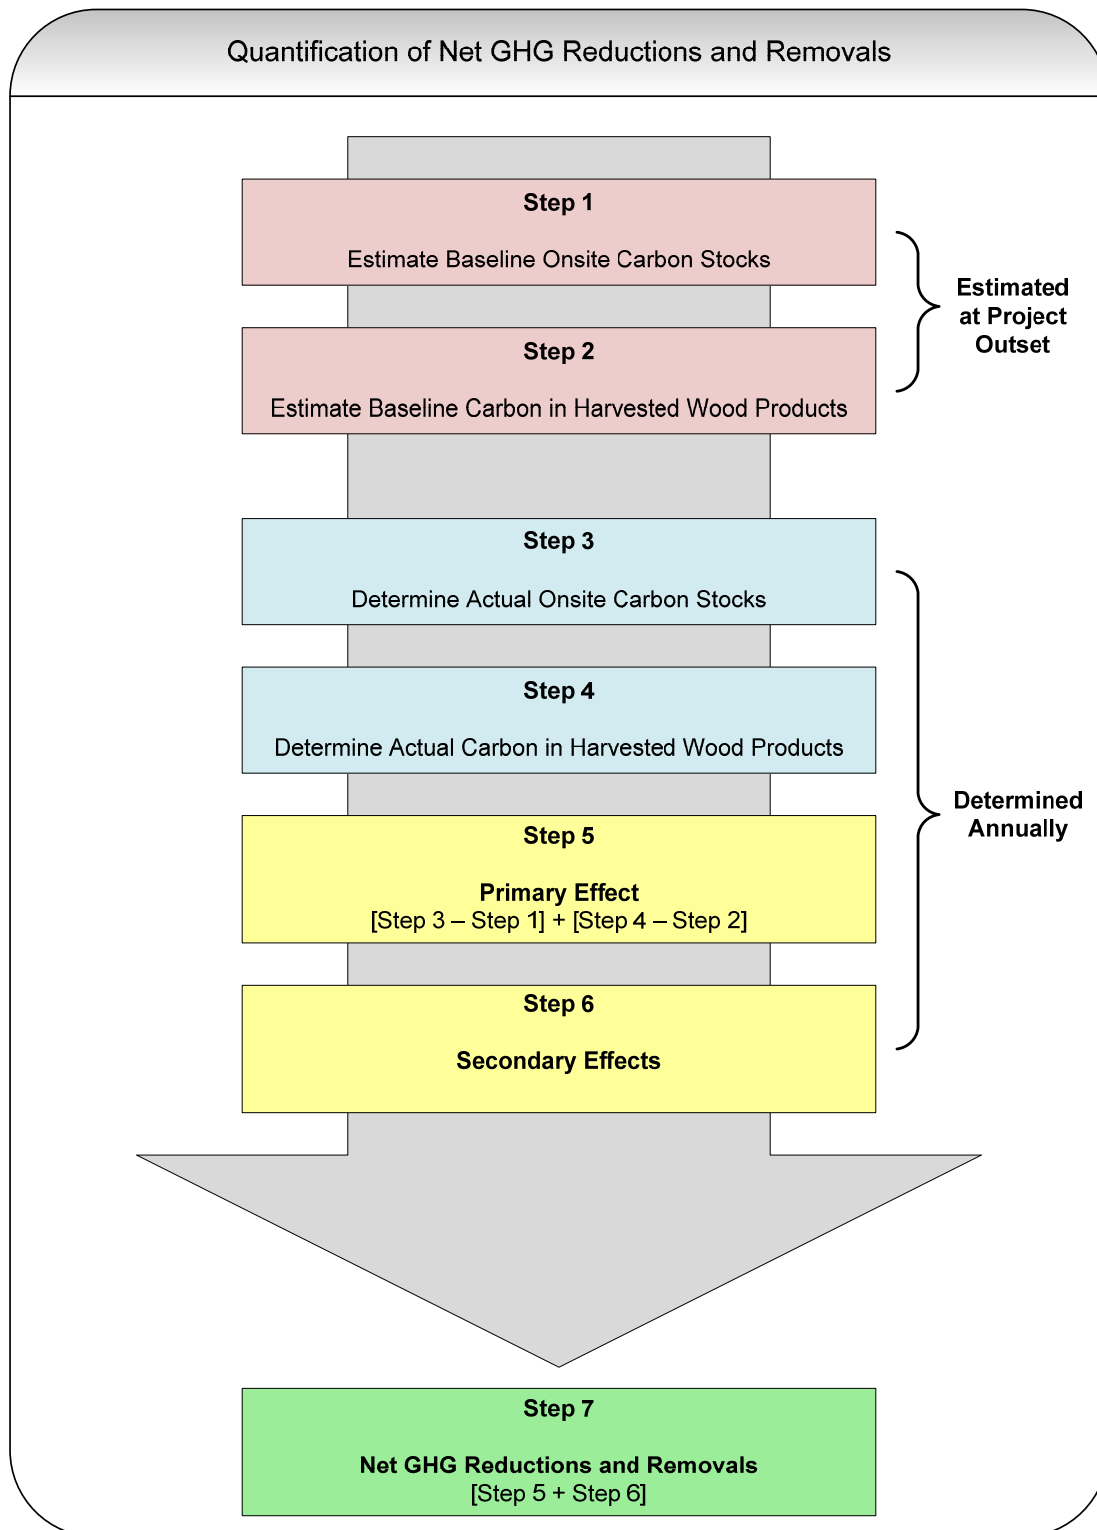 Quantification of Net GHG Reductions and Removals
Step 1
Estimate Baseline Onsite Carbon Stocks
Step 2
Estimate Baseline Carbon in Harvested Wood Products
Estimated
at Project
Outset
Step 3
Determine Actual Onsite Carbon Stocks
Step 4
Determine Actual Carbon in Harvested Wood Products
Step 5
Primary Effect
[Step 3 – Step 1] + [Step 4 – Step 2]
Step 6
Secondary Effects
Determined
Annually
Step 7
Net GHG Reductions and Removals
[Step 5 + Step 6]